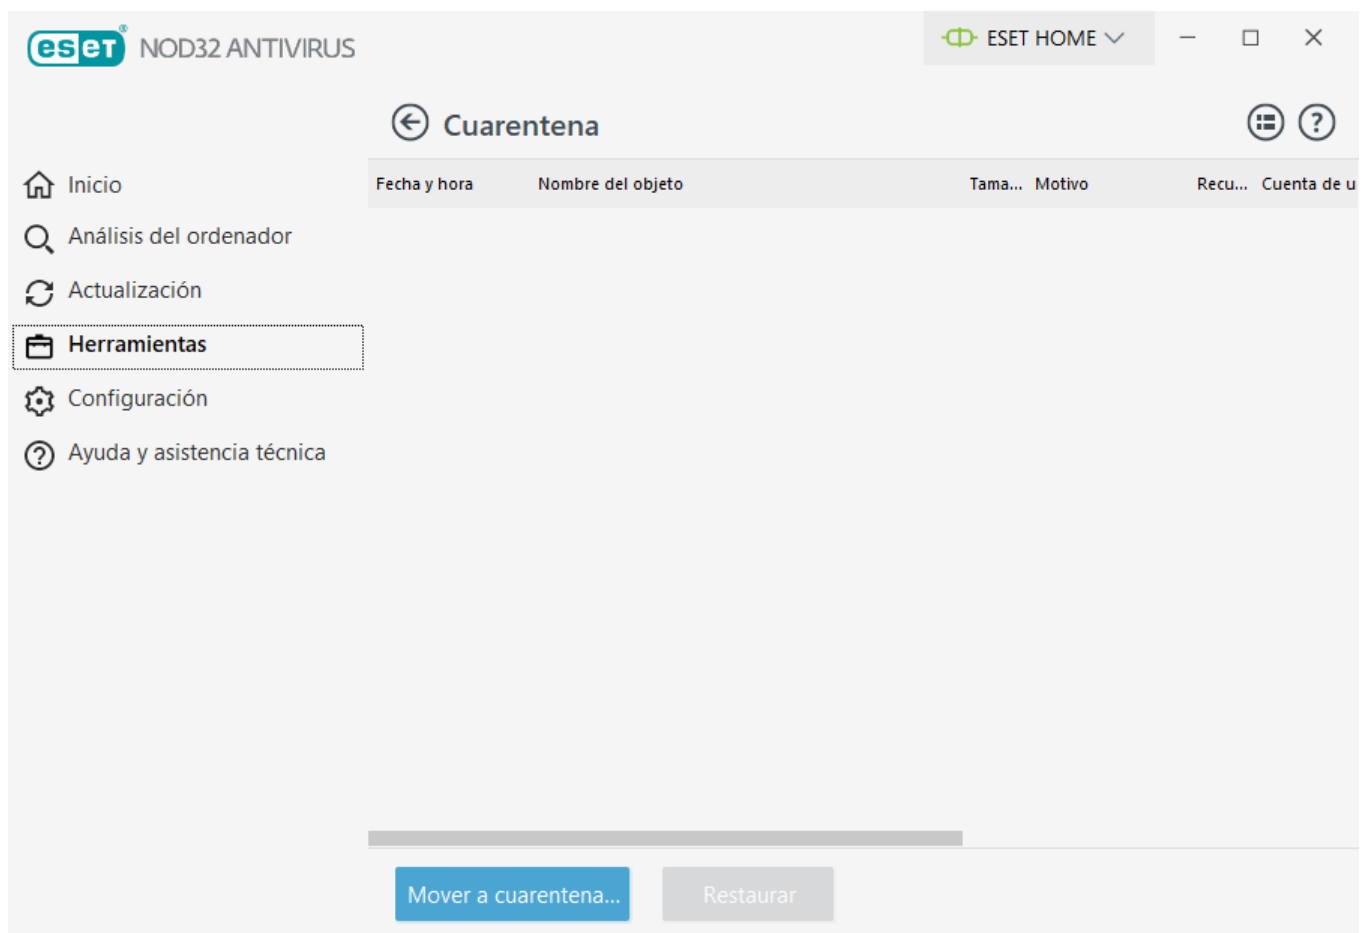 eset® NOD32 ANTIVIRUS
ESET HOME
Cuarentena
Inicio
Análisis del ordenador
Actualización
Herramientas
Configuración
Ayuda y asistencia técnica
Fecha y hora Nombre del objeto Tama... Motivo Recu... Cuenta de u
Mover a cuarentena... Restaurar